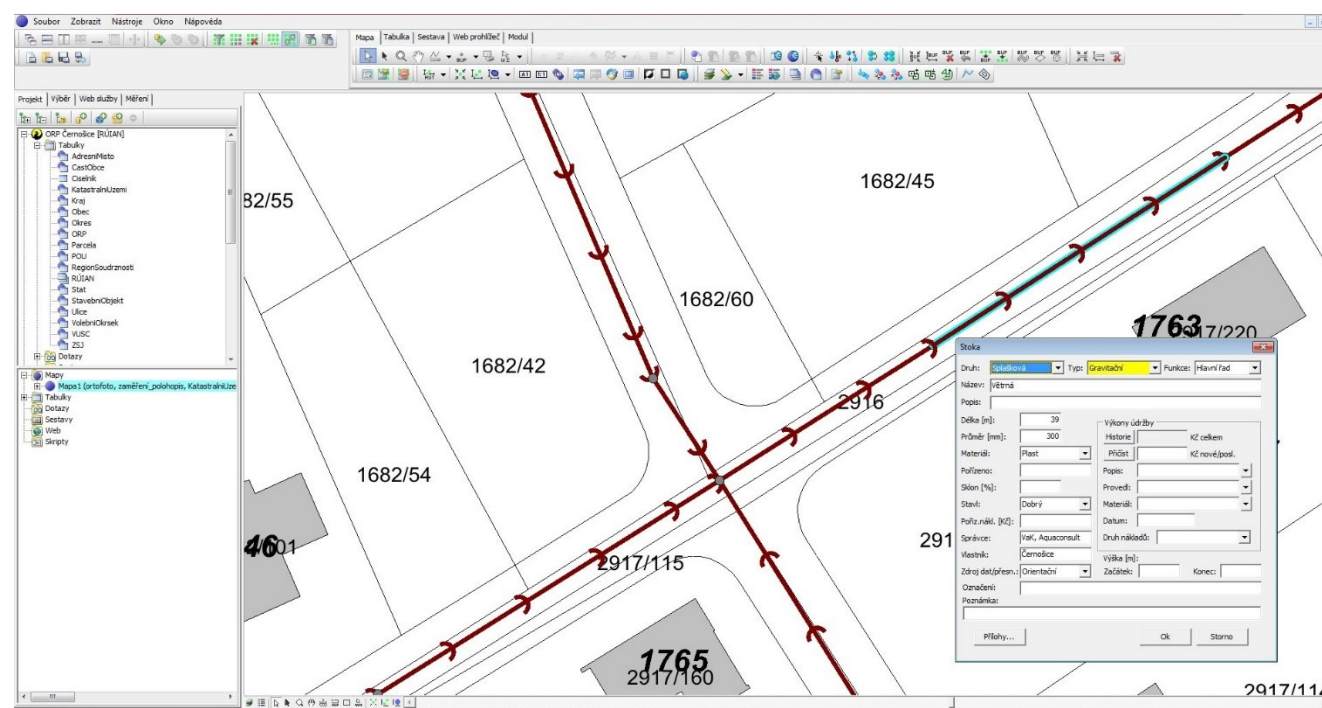 Soubor Zobrazit Nástroje Okno Nápověda
Mapa Tabulka Sestava Web prohlížeč Modul
Projekt Výběr Web služby Měření
ORP Černošice [RÚIAN]
Tabulky
AdresniMisto
CastObce
Ciselnik
KatastralniUzemi
Kraj
Obec
Okres
ORP
Parcela
POU
RegionSoudrznosti
RÚIAN
Stat
StavebniObjekt
Ulice
VolebniOkrsek
VUSC
ZSJ
Dotazy
Mapy
Mapa1 (ortofoto, zaměření_polohopis, KatastralniUze
Tabulky
Dotazy
Sestavy
Web
Skripty
82/55
1682/45
1682/60
1682/42
1763
2917/220
2916
1682/54
46
101
2917/115
291
1765
2917/160
2917/114
Stoka
Druh: Splašková Typ: Gravitační Funkce: Hlavní řad
Název: Větrná
Popis:
Délka [m]: 39
Výkony údržby
Průměr [mm]: 300 Historie Kč celkem
Materiál: Plast Přičíst Kč nové/posl.
Pořízeno: Popis:
Sklon [%]: Provedl:
Stavl: Dobrý Materiál:
Poříz.nákl. [Kč]: Datum:
Správce: VaK, Aquaconsult Druh nákladů:
Vlastník: Černošice Výška [m]:
Zdroj dat/přesn.: Orientační Začátek: Konec:
Označení:
Poznámka:
Přílohy... Ok Storno